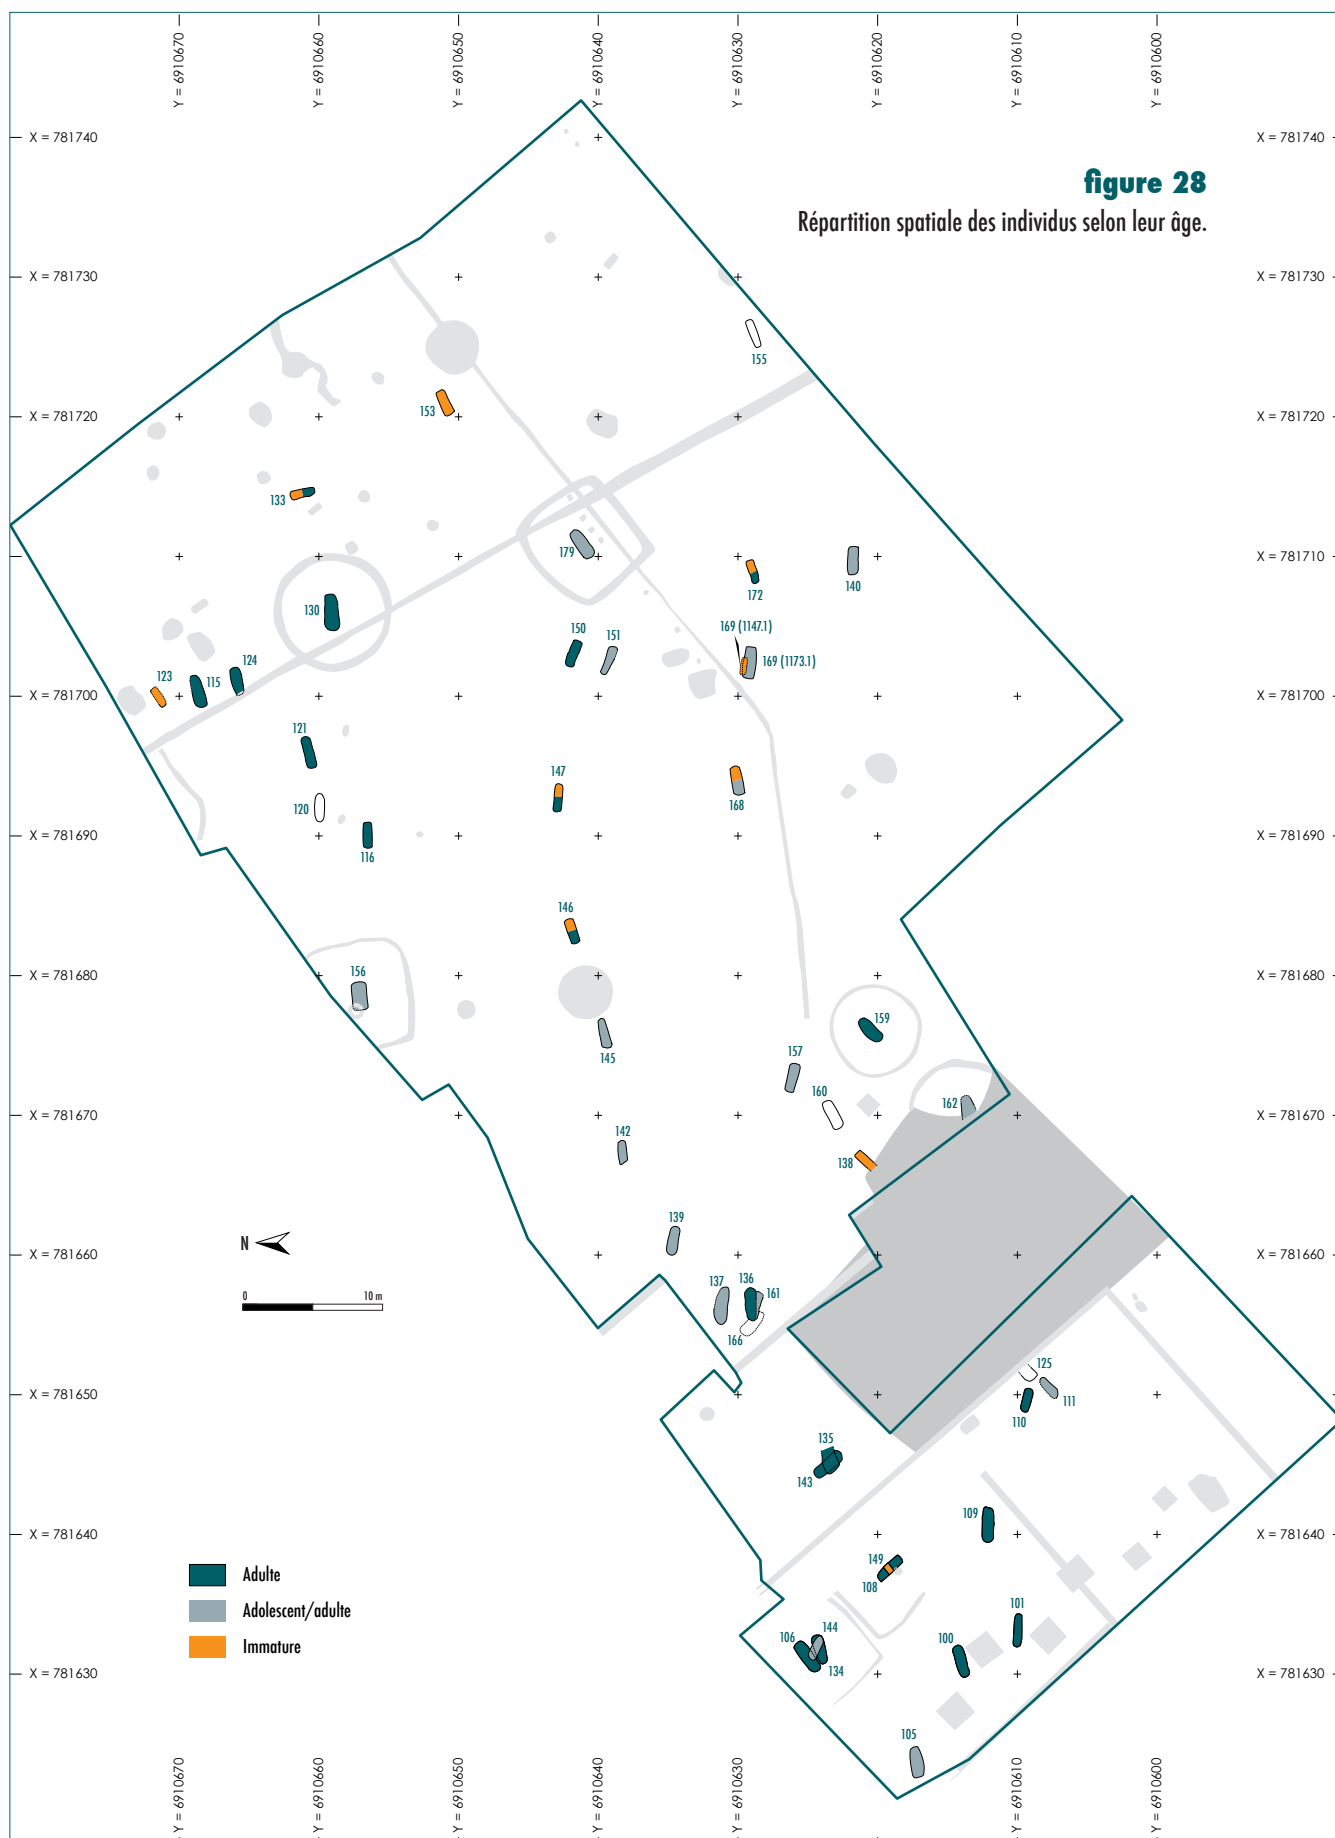 Y = 6910670
Y = 6910660
Y = 6910650
Y = 6910640
Y = 6910630
Y = 6910620
Y = 6910610
Y = 6910600
X = 781740
X = 781740
figure 28
Répartition spatiale des individus selon leur âge.
X = 781730
X = 781730
155
153
X = 781720
X = 781720
133
179
140
172
130
150
151
169 (1147.1)
169 (1173.1)
124
123
115
X = 781700
X = 781700
121
147
120
168
X = 781690
X = 781690
116
146
X = 781680
X = 781680
156
159
157
145
160
162
X = 781670
X = 781670
142
138
139
N
X = 781660
X = 781660
137
136
161
0
10 m
166
125
X = 781650
X = 781650
111
110
135
143
109
X = 781640
X = 781640
149
108
Adulte
Adolescent/adulte
Immature
101
106
144
100
134
X = 781630
X = 781630
105
Y = 6910670
Y = 6910660
Y = 6910650
Y = 6910640
Y = 6910630
Y = 6910620
Y = 6910610
Y = 6910600
X = 781710
X = 781710